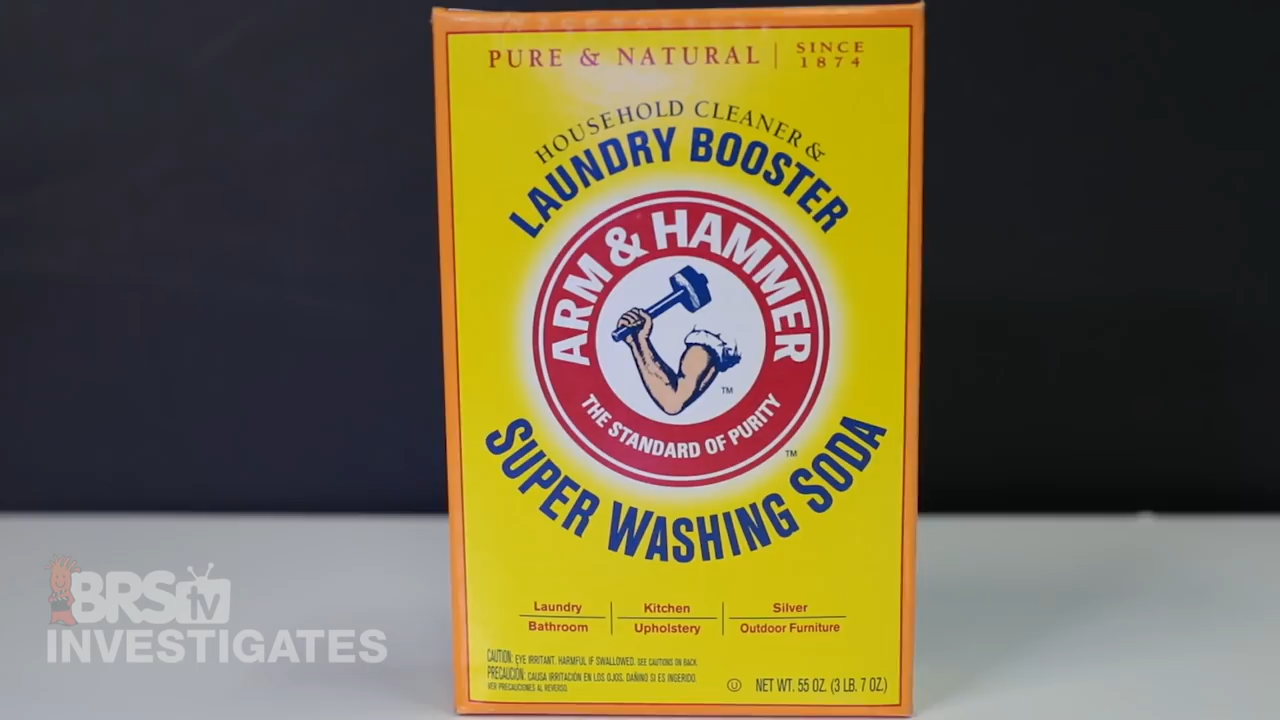 PURE & NATURAL | SINCE 1874
HOUSEHOLD CLEANER &
LAUNDRY BOOSTER
ARM & HAMMER
THE STANDARD OF PURITY
TM
TM
SUPER WASHING SODA
Laundry Kitchen Silver
Bathroom Upholstery Outdoor Furniture
CAUTION: EYE IRRITANT. HARMFUL IF SWALLOWED. SEE CAUTIONS ON BACK.
PRECAUCIÓN: CAUSA IRRITACIÓN EN LOS OJOS. DAÑINO SI ES INGERIDO.
VER PRECAUCIONES AL REVERSO.
U NET WT. 55 OZ. (3 LB. 7 OZ.)
BRStv
INVESTIGATES